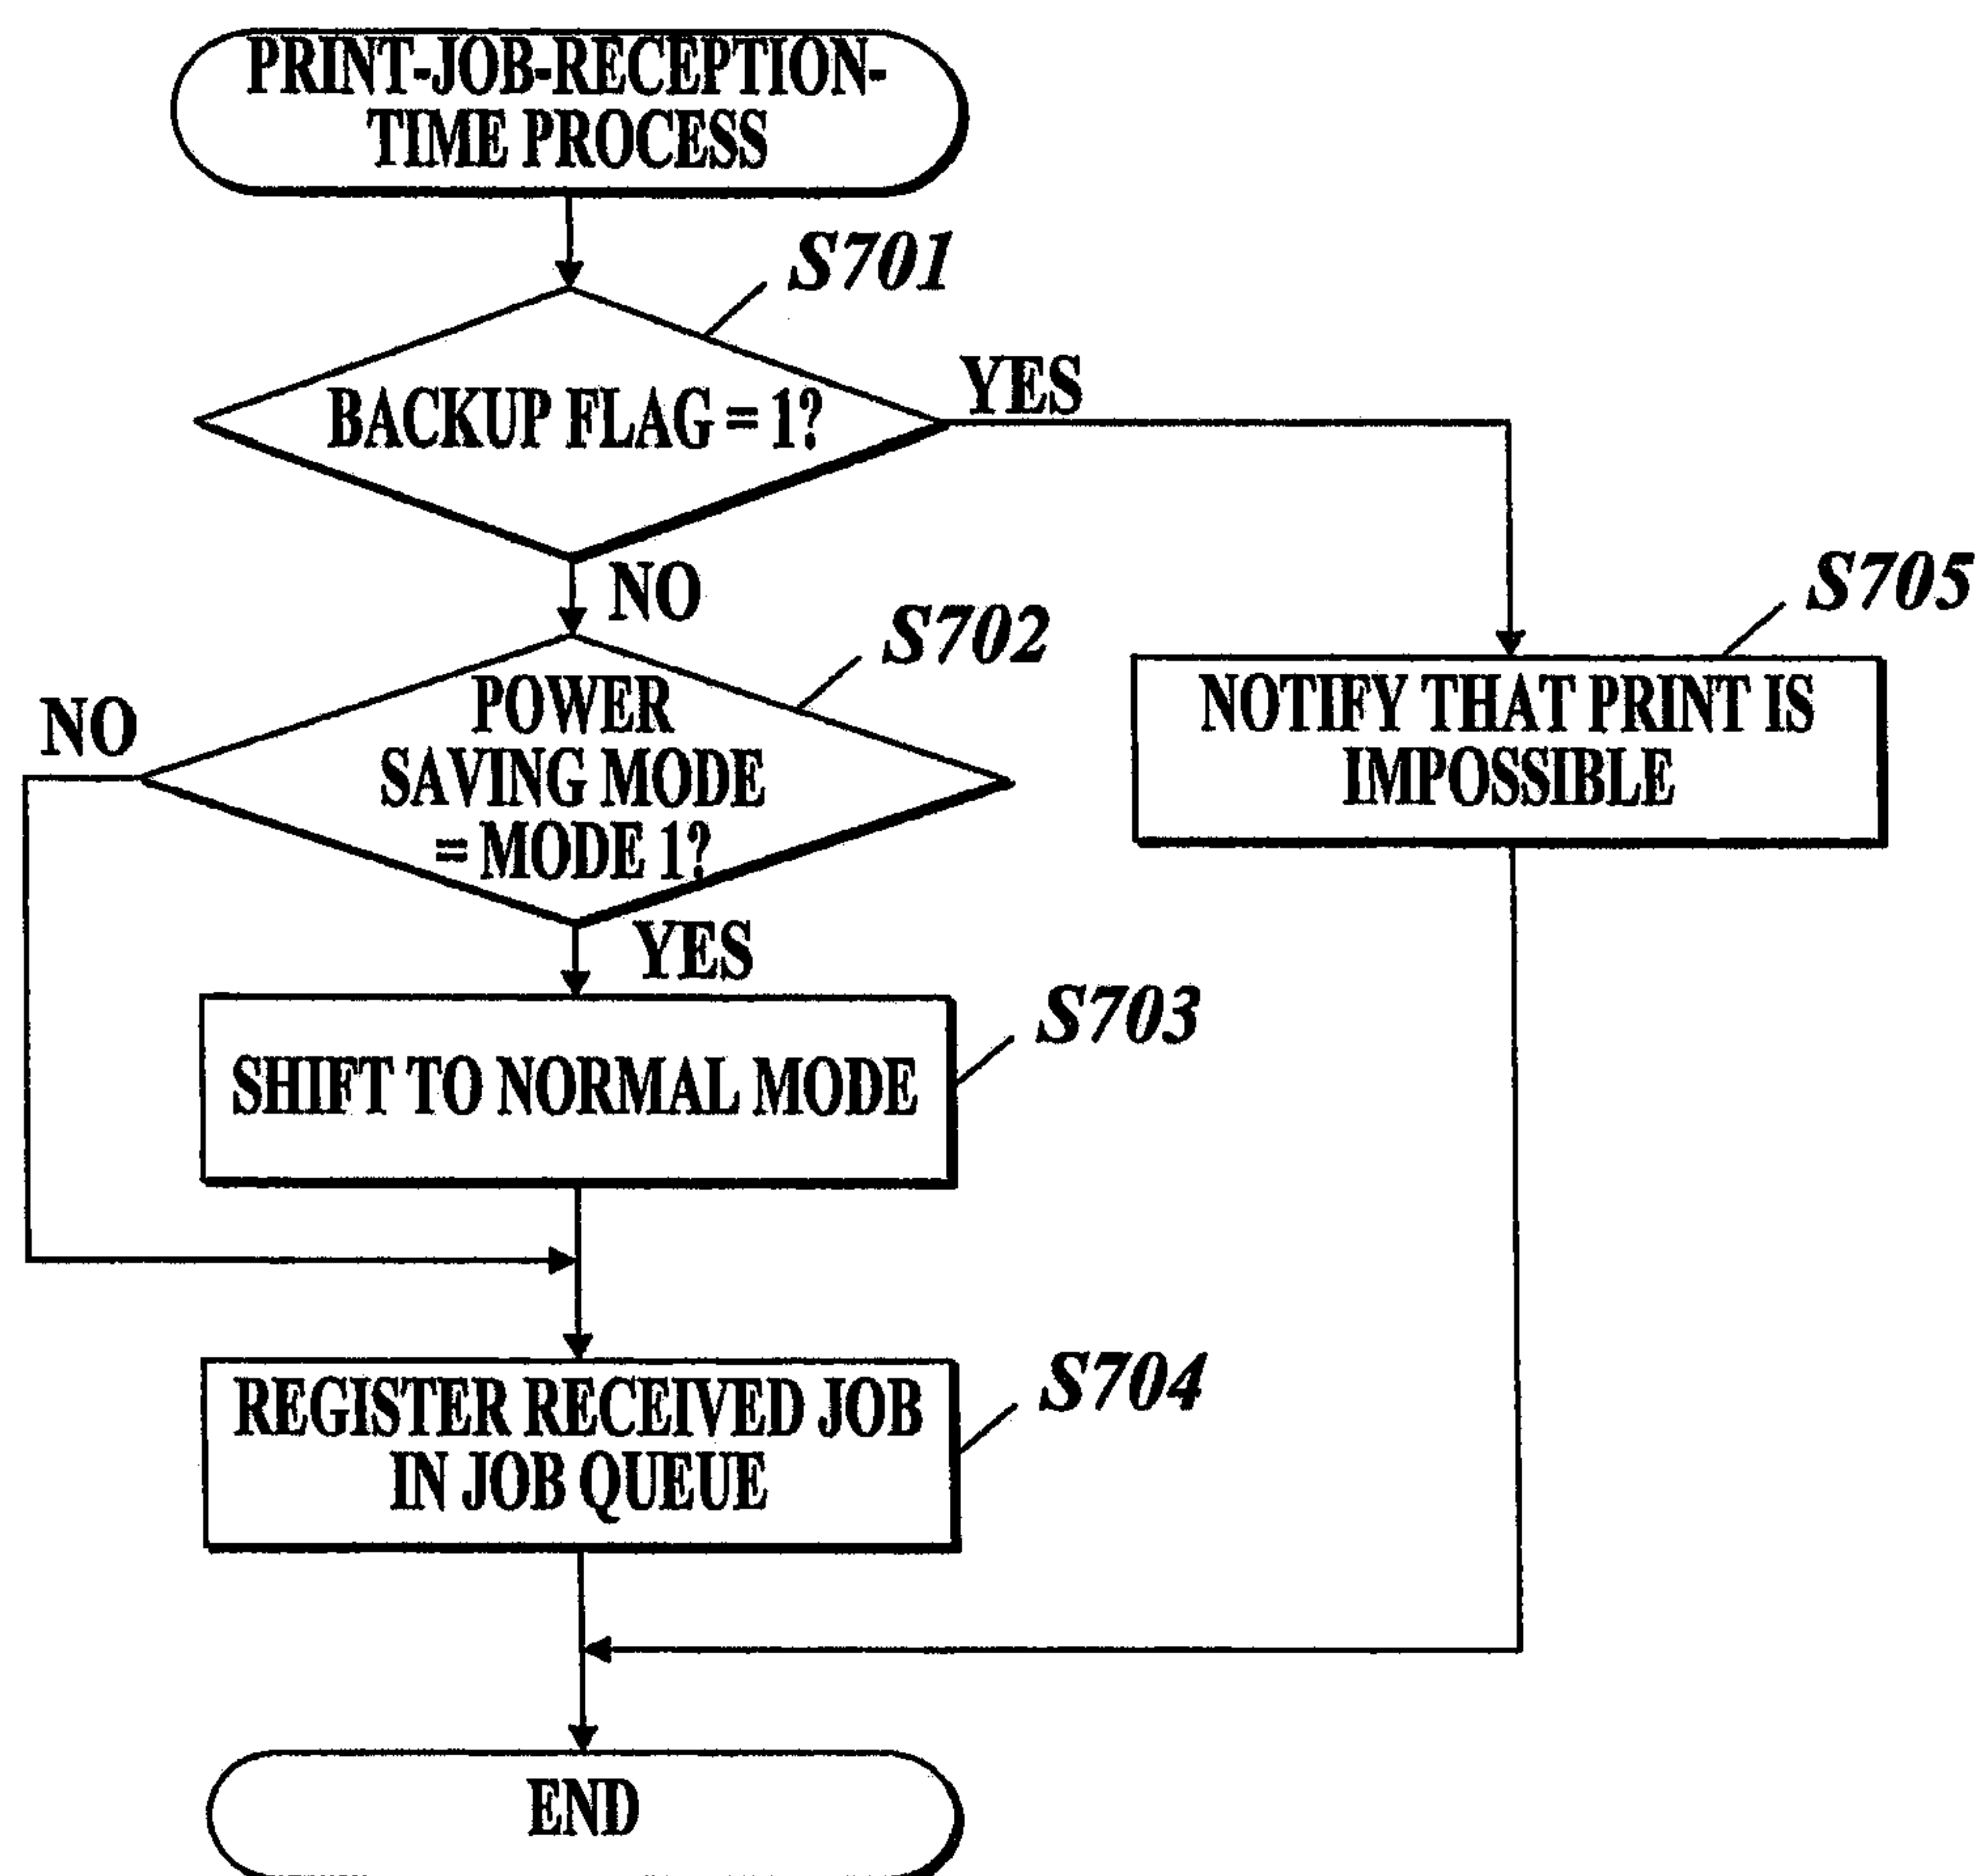 PRINT-JOB-RECEPTION-
TIME PROCESS
S701
BACKUP FLAG = 1?
YES
NO
S702
POWER
SAVING MODE
= MODE 1?
NO
YES
S705
NOTIFY THAT PRINT IS
IMPOSSIBLE
S703
SHIFT TO NORMAL MODE
S704
REGISTER RECEIVED JOB
IN JOB QUEUE
END